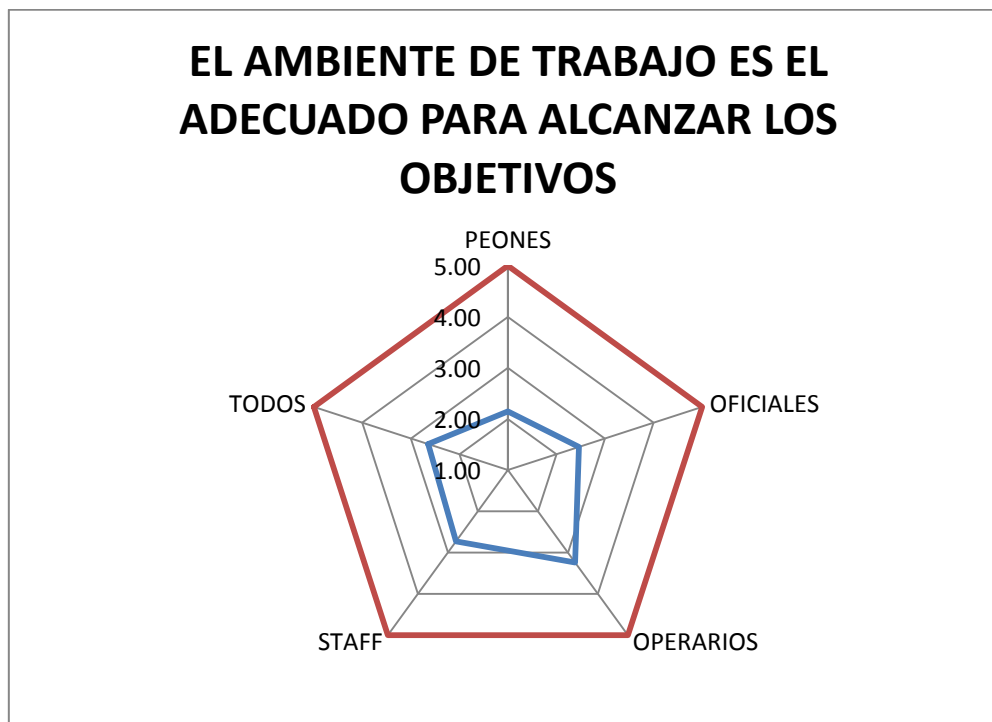 EL AMBIENTE DE TRABAJO ES EL
ADECUADO PARA ALCANZAR LOS
OBJETIVOS
PEONES
5.00
4.00
3.00
TODOS
OFICIALES
2.00
1.00
STAFF
OPERARIOS